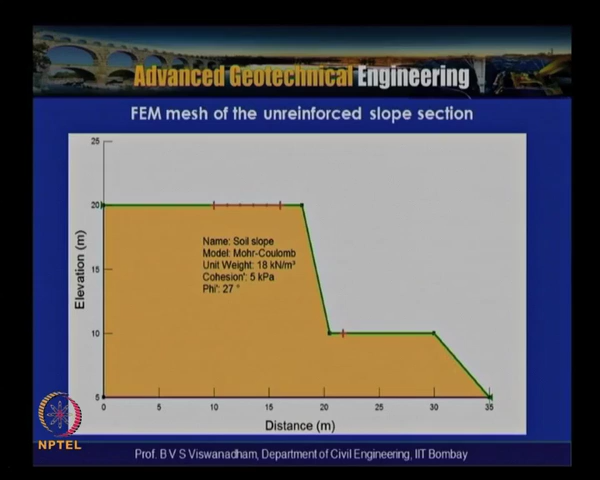 Advanced Geotechnical Engineering
FEM mesh of the unreinforced slope section
25
20
15
10
5
Elevation (m)
Name: Soil slope
Model: Mohr-Coulomb
Unit Weight: 18 kN/m³
Cohesion': 5 kPa
Phi': 27 °
0 5 10 15 20 25 30 35
Distance (m)
NPTEL
Prof. B V S Viswanadham, Department of Civil Engineering, IIT Bombay